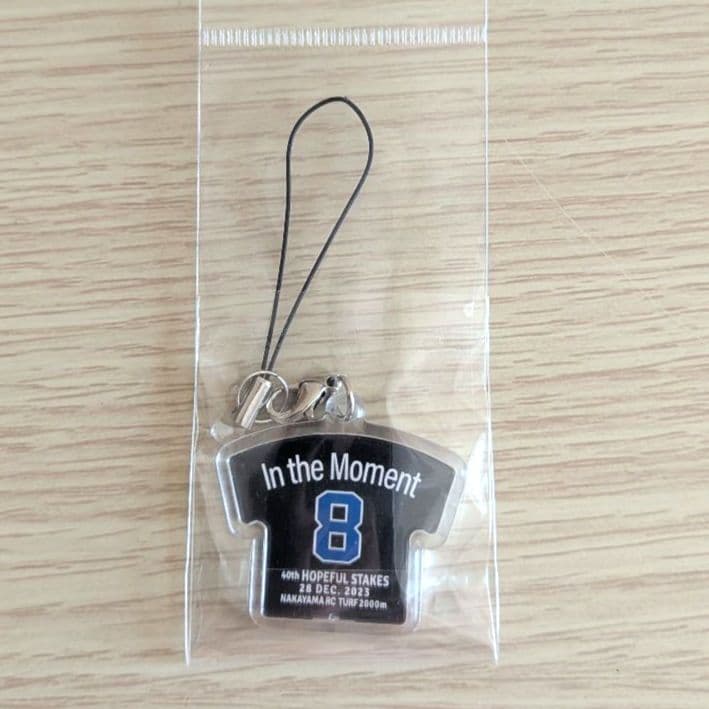 In the Moment
8
40th HOPEFUL STAKES
28 DEC. 2023
NAKAYAMA RC TURF 2000m